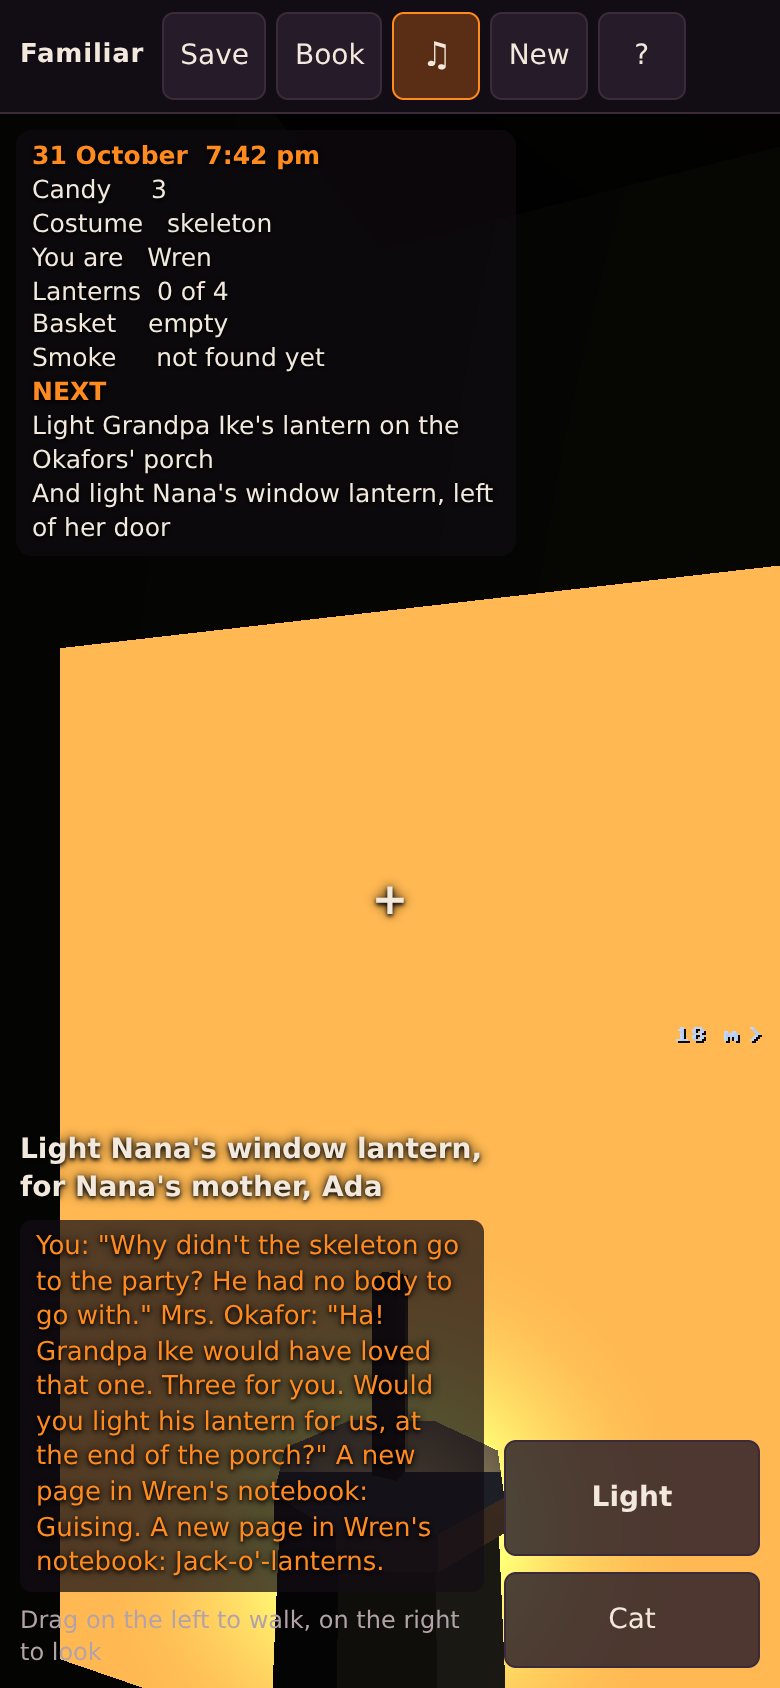 Familiar Save Book ♫ New ?
31 October 7:42 pm
Candy 3
Costume skeleton
You are Wren
Lanterns 0 of 4
Basket empty
Smoke not found yet
NEXT
Light Grandpa Ike's lantern on the
Okafors' porch
And light Nana's window lantern, left
of her door
+
18 m >
Light Nana's window lantern,
for Nana's mother, Ada
You: "Why didn't the skeleton go
to the party? He had no body to
go with." Mrs. Okafor: "Ha!
Grandpa Ike would have loved
that one. Three for you. Would
you light his lantern for us, at
the end of the porch?" A new
page in Wren's notebook:
Guising. A new page in Wren's
notebook: Jack-o'-lanterns.
Light
Cat
Drag on the left to walk, on the right
to look